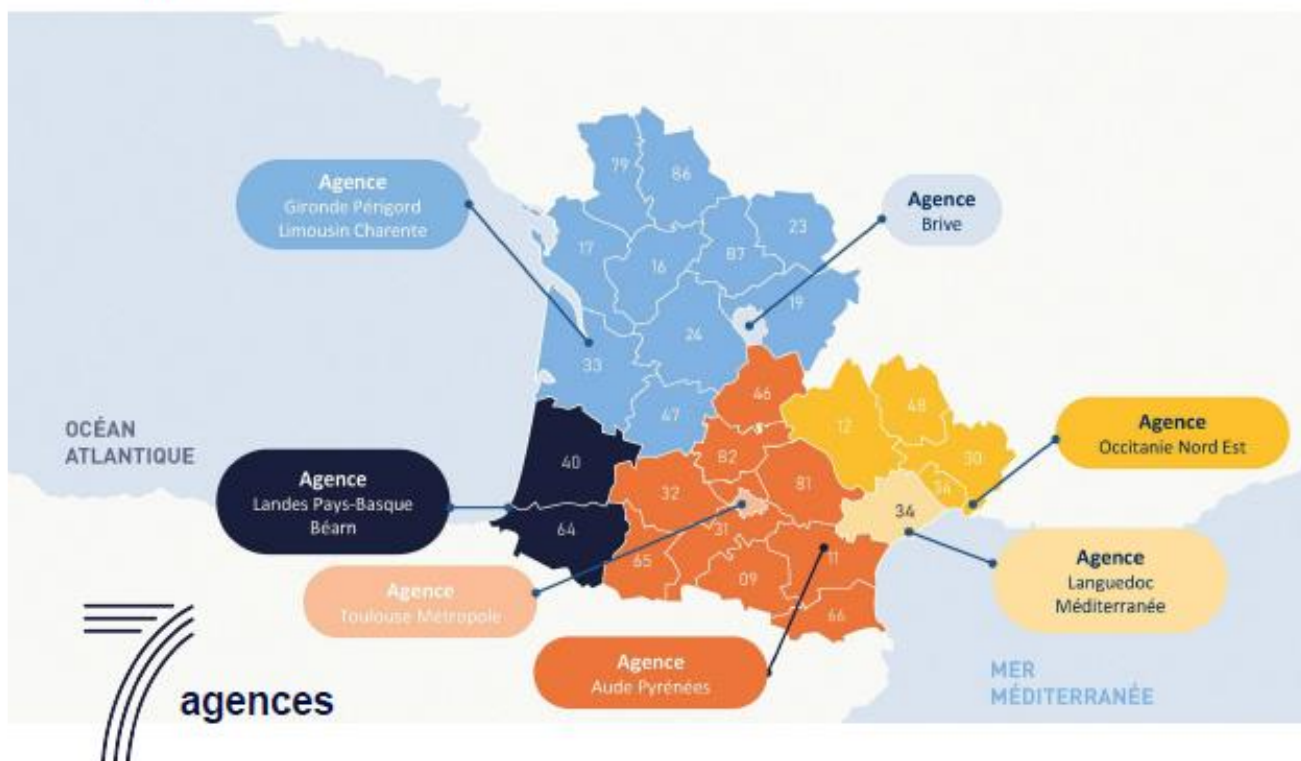 79
86
Agence
Gironde Périgord
Limousin Charente
Agence
Brive
23
17
16
87
19
24
33
46
47
48
12
Agence
Occitanie Nord Est
OCÉAN
ATLANTIQUE
30
82
34
40
81
32
Agence
Landes Pays-Basque
Béarn
34
64
31
65
11
09
Agence
Languedoc
Méditerranée
Agence
Toulouse Métropole
66
Agence
Aude Pyrénées
MER
MÉDITERRANÉE
7 agences